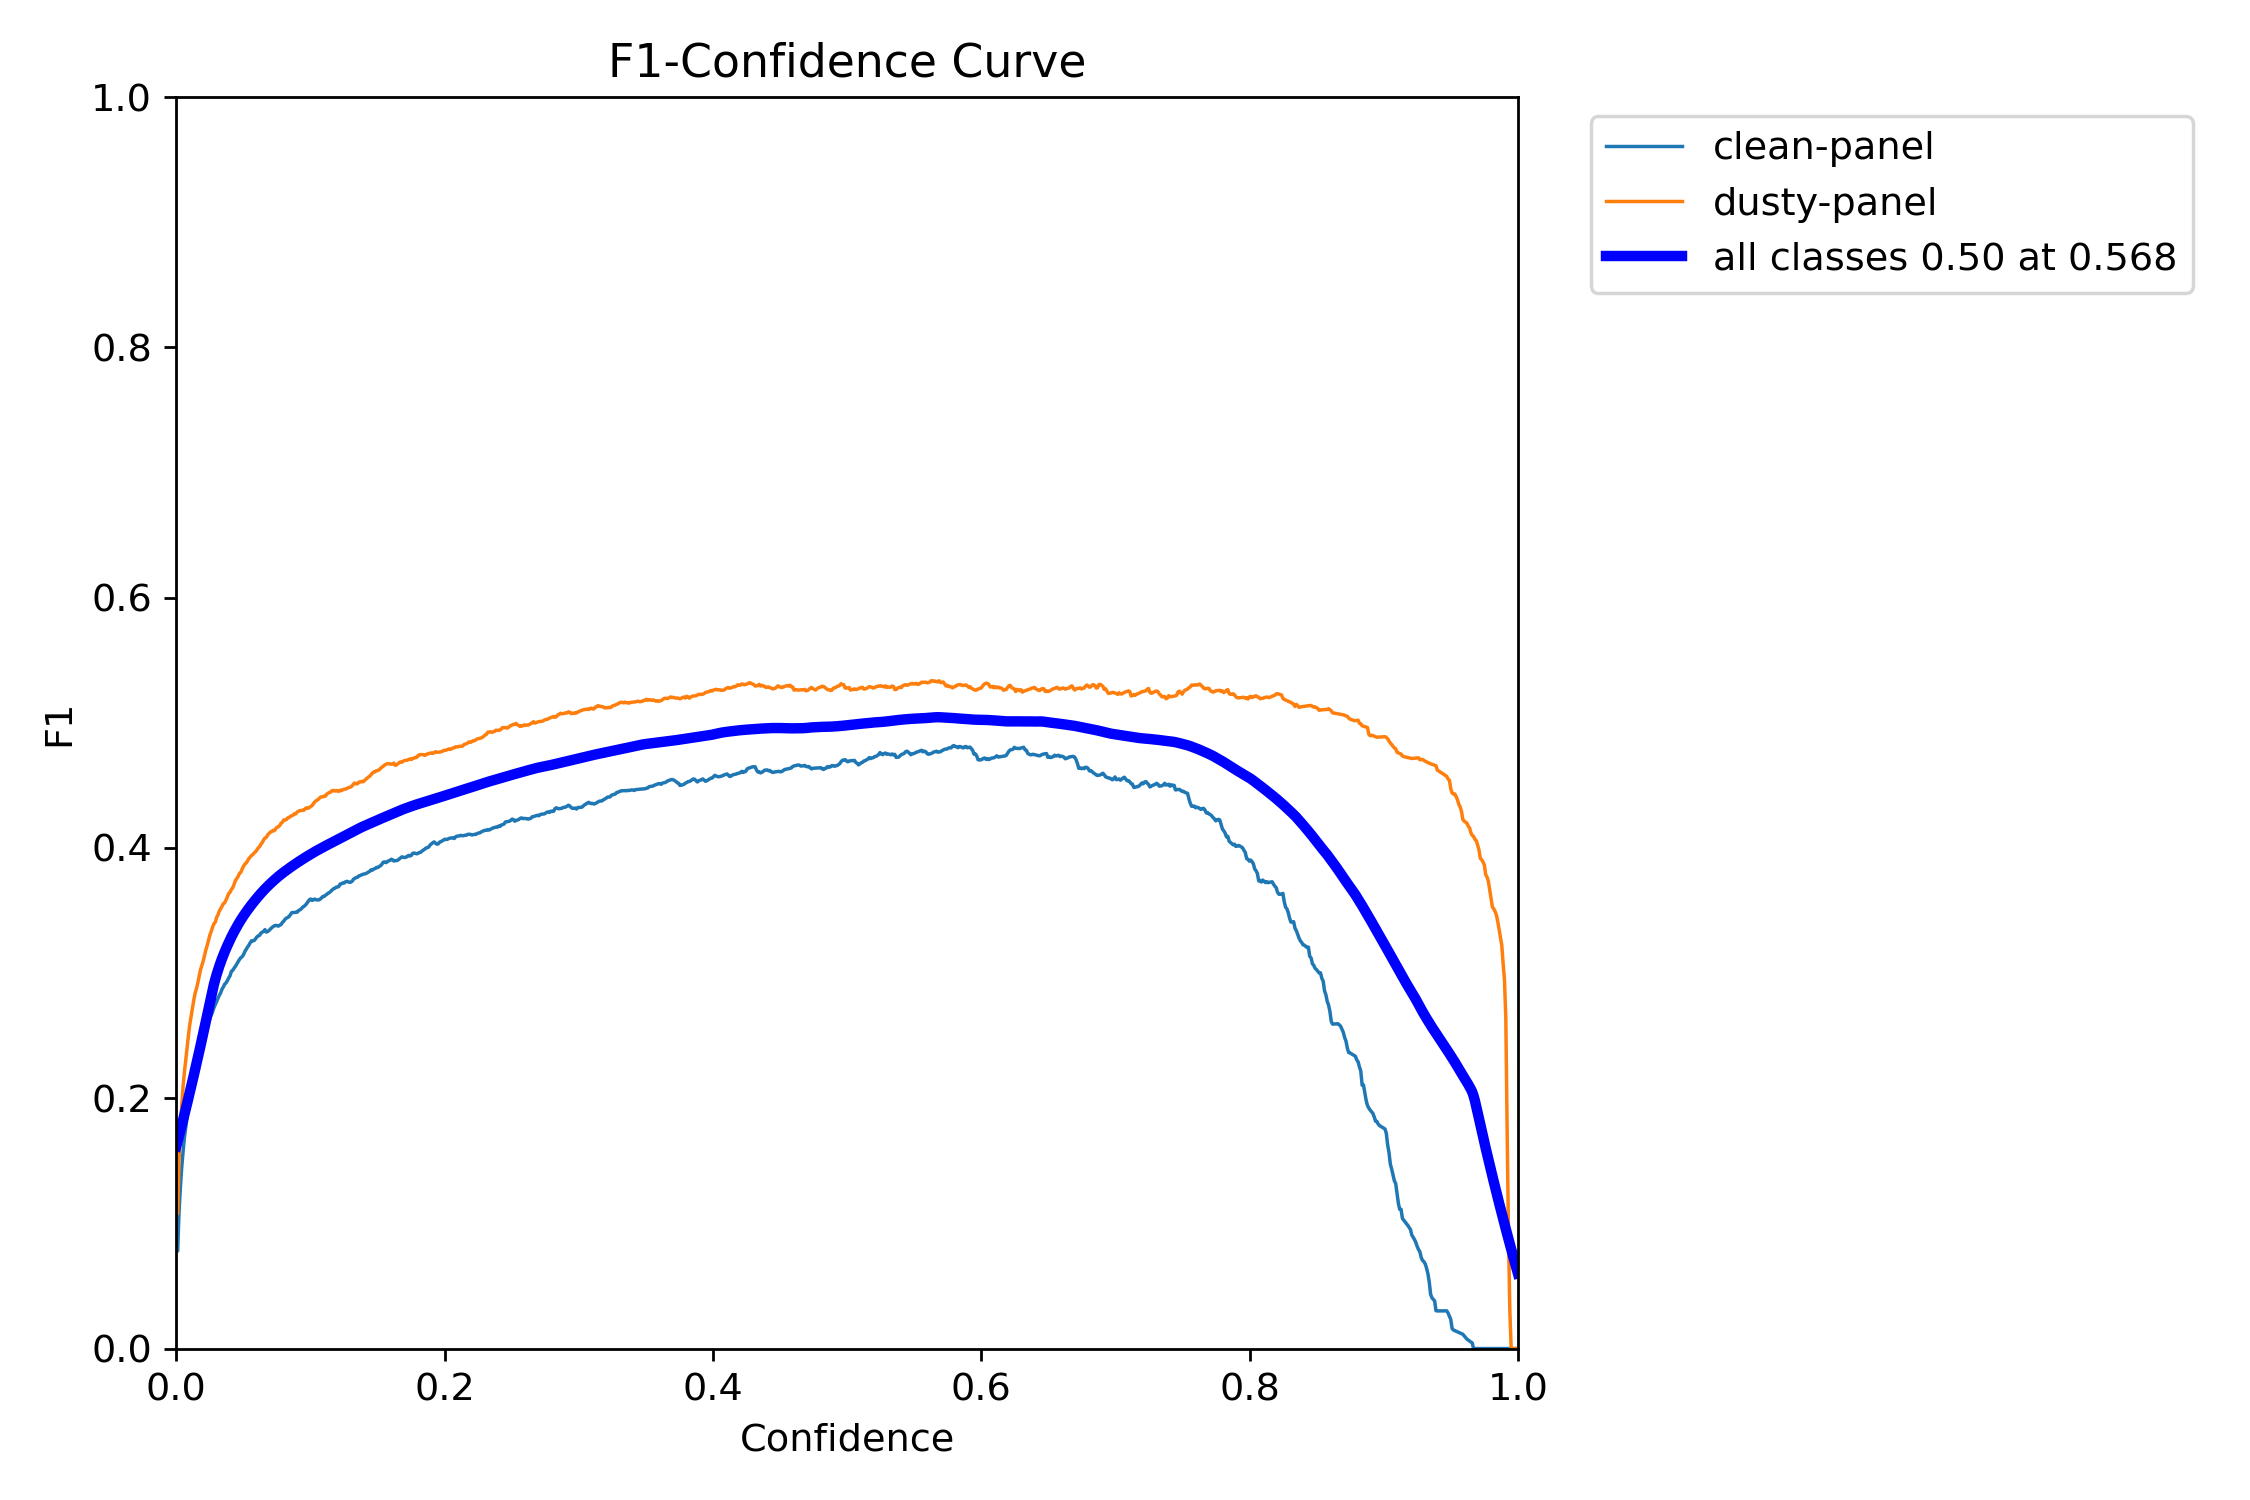 F1-Confidence Curve
1.0
0.8
0.6
0.4
0.2
0.0
F1
0.0 0.2 0.4 0.6 0.8 1.0
Confidence
clean-panel
dusty-panel
all classes 0.50 at 0.568